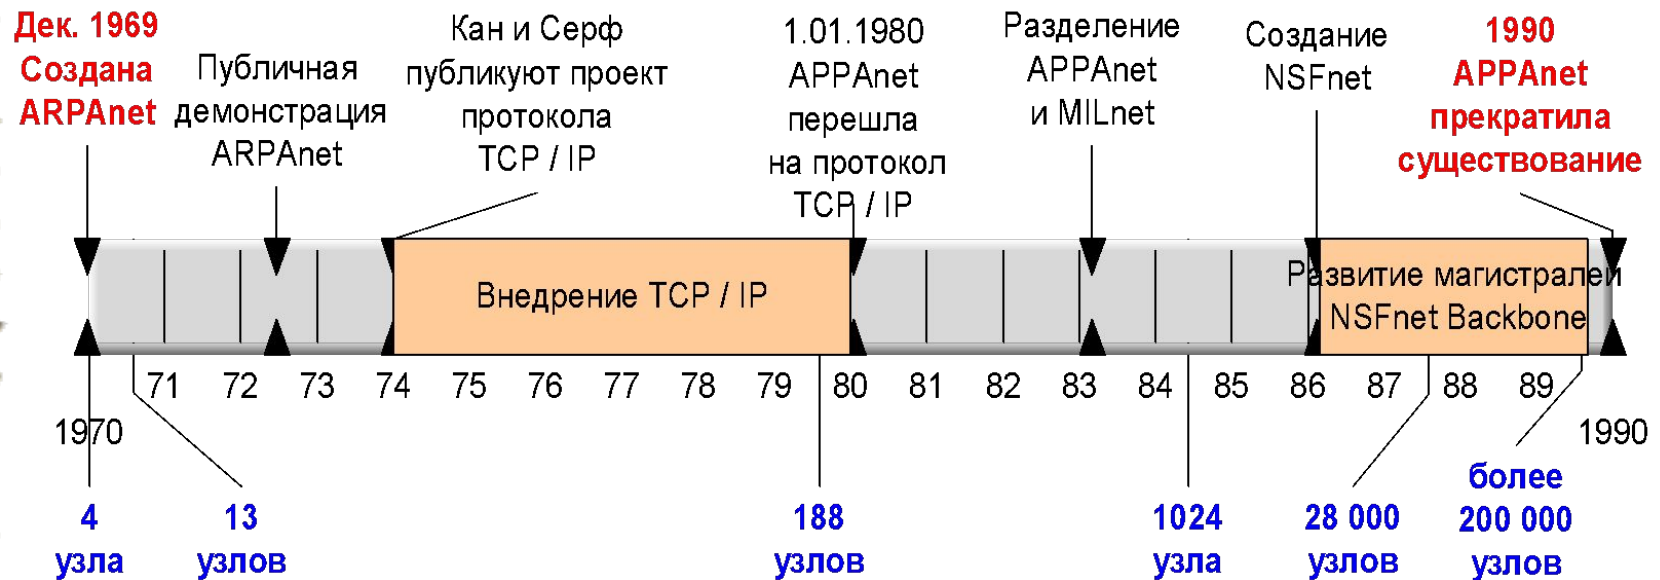 Дек. 1969
Создана
ARPAnet
Публичная
демонстрация
ARPAnet
Кан и Серф
публикуют проект
протокола
TCP / IP
1.01.1980
APPAnet
перешла
на протокол
TCP / IP
Разделение
APPAnet
и MILnet
Создание
NSFnet
1990
APPAnet
прекратила
существование
Внедрение TCP / IP
Развитие магистралей
NSFnet Backbone
71 72 73 74 75 76 77 78 79 80 81 82 83 84 85 86 87 88 89
1970 1990
4
узла
13
узлов
188
узлов
1024
узла
28 000
узлов
более
200 000
узлов